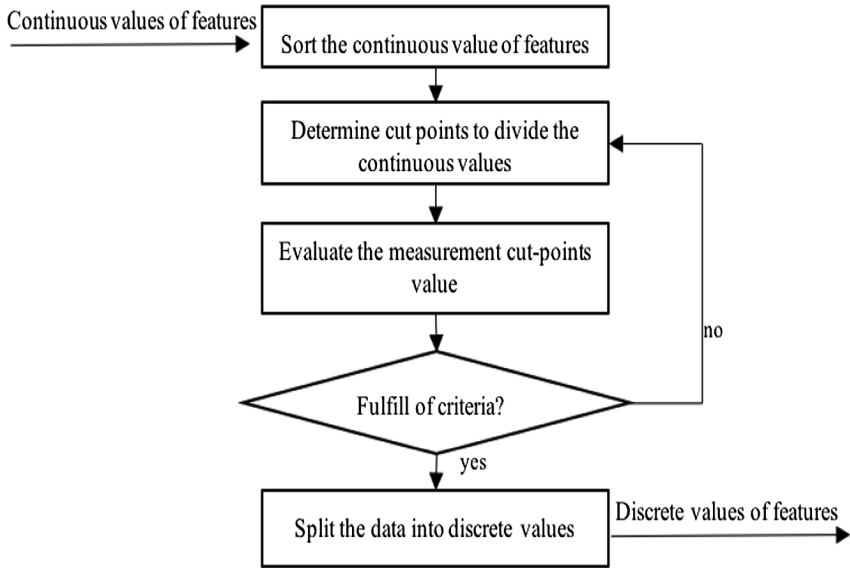 Continuous values of features
Sort the continuous value of features
Determine cut points to divide the
continuous values
Evaluate the measurement cut-points
value
no
Fulfill of criteria?
yes
Split the data into discrete values
Discrete values of features